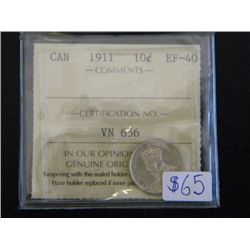 CAN 1911 10¢ EF-40
— COMMENTS —
— CERTIFICATION NO. —
VN 656
IN OUR OPINION
GENUINE ORIG
Tampering with this sealed holder
Have holder replaced if inner
$65